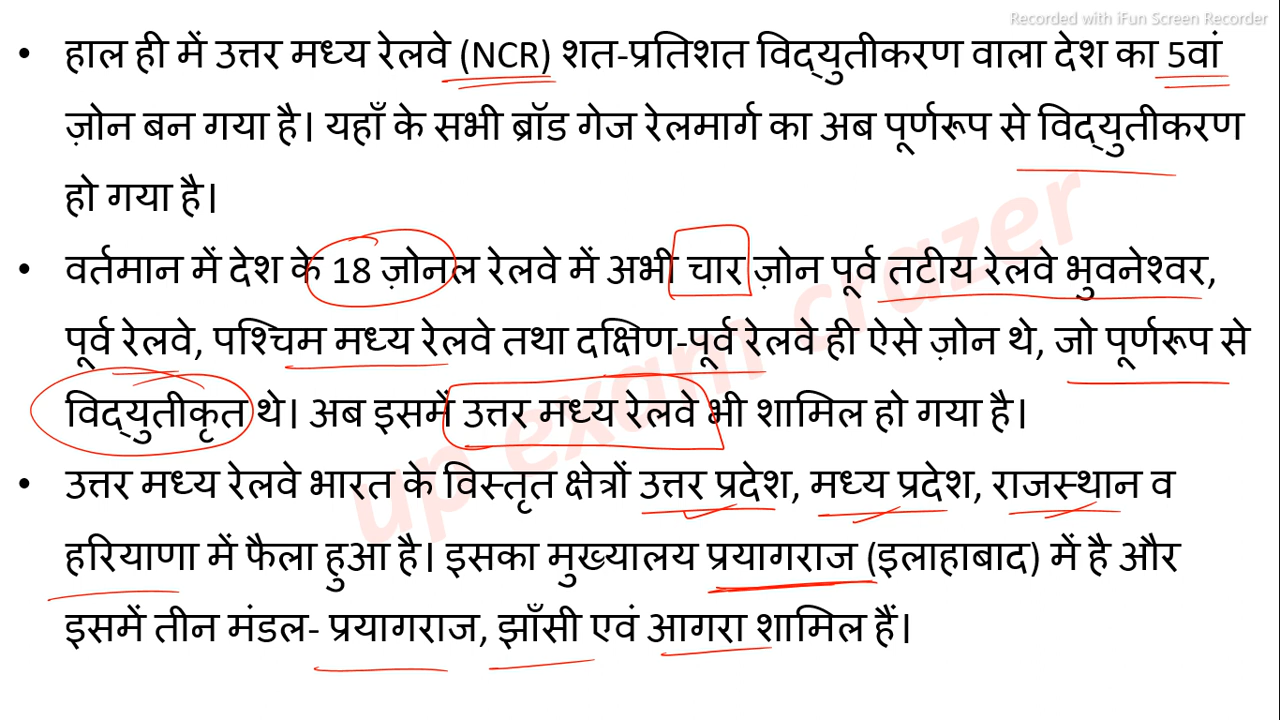 Recorded with iFun Screen Recorder
• हाल ही में उत्तर मध्य रेलवे (NCR) शत-प्रतिशत विद्युतीकरण वाला देश का 5वां
ज़ोन बन गया है। यहाँ के सभी ब्रॉड गेज रेलमार्ग का अब पूर्णरूप से विद्युतीकरण
हो गया है।
• वर्तमान में देश के 18 ज़ोनल रेलवे में अभी चार ज़ोन पूर्व तटीय रेलवे भुवनेश्वर,
पूर्व रेलवे, पश्चिम मध्य रेलवे तथा दक्षिण-पूर्व रेलवे ही ऐसे ज़ोन थे, जो पूर्णरूप से
विद्युतीकृत थे। अब इसमें उत्तर मध्य रेलवे भी शामिल हो गया है।
• उत्तर मध्य रेलवे भारत के विस्तृत क्षेत्रों उत्तर प्रदेश, मध्य प्रदेश, राजस्थान व
हरियाणा में फैला हुआ है। इसका मुख्यालय प्रयागराज (इलाहाबाद) में है और
इसमें तीन मंडल- प्रयागराज, झाँसी एवं आगरा शामिल हैं।
up exam crazer